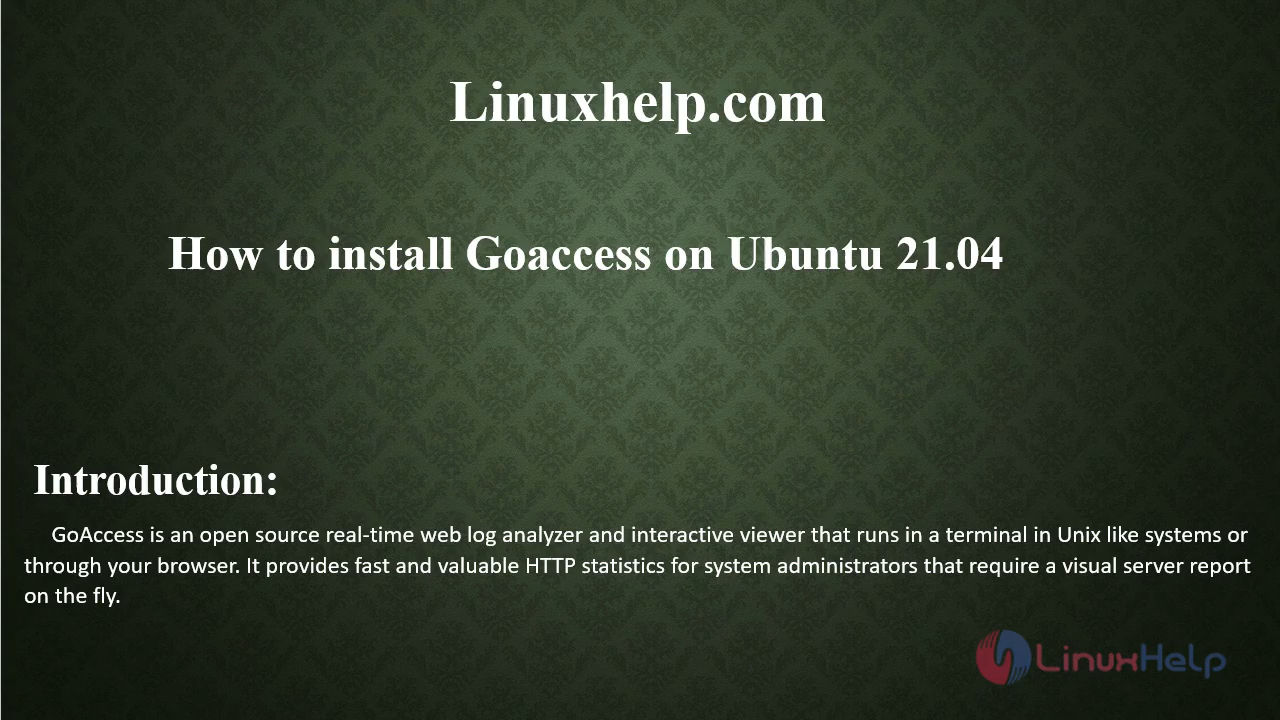 Linuxhelp.com
How to install Goaccess on Ubuntu 21.04
Introduction:
GoAccess is an open source real-time web log analyzer and interactive viewer that runs in a terminal in Unix like systems or
through your browser. It provides fast and valuable HTTP statistics for system administrators that require a visual server report
on the fly.
LinuxHelp